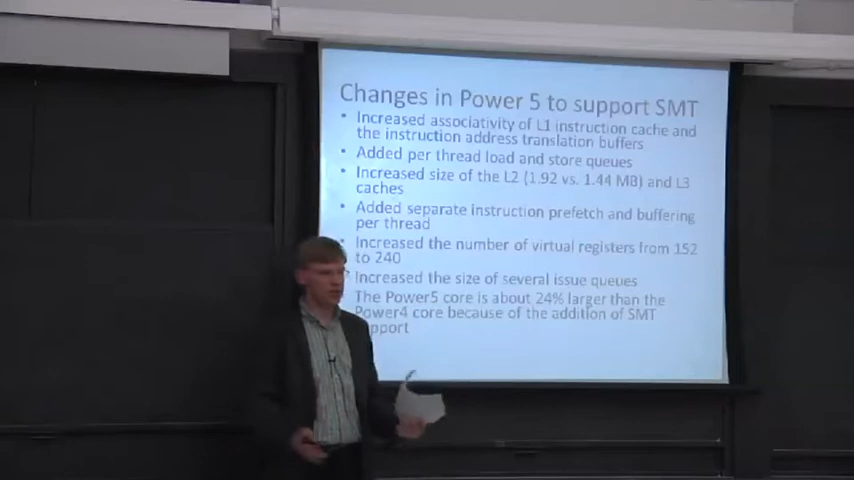 Changes in Power 5 to support SMT
• Increased associativity of L1 instruction cache and
the instruction address translation buffers
• Added per thread load and store queues
• Increased size of the L2 (1.92 vs. 1.44 MB) and L3
caches
• Added separate instruction prefetch and buffering
per thread
• Increased the number of virtual registers from 152
to 240
• Increased the size of several issue queues
The Power5 core is about 24% larger than the
Power4 core because of the addition of SMT
pport